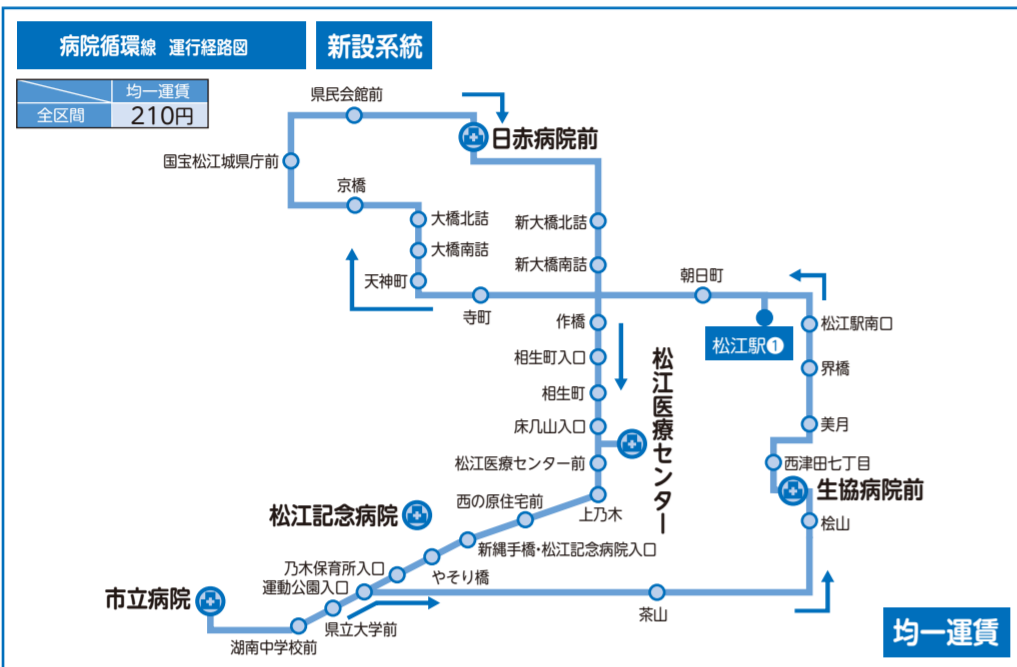 病院循環線 運行経路図
新設系統
均一運賃
全区間 210円
県民会館前
日赤病院前
国宝松江城県庁前
京橋
大橋北詰
新大橋北詰
大橋南詰
新大橋南詰
朝日町
天神町
寺町
作橋
松江駅❶
松江駅南口
相生町入口
松江医療センター
界橋
相生町
床几山入口
美月
松江医療センター前
西津田七丁目
生協病院前
西の原住宅前
上乃木
松江記念病院
桧山
新縄手橋・松江記念病院入口
乃木保育所入口
やそり橋
運動公園入口
市立病院
茶山
県立大学前
湖南中学校前
均一運賃